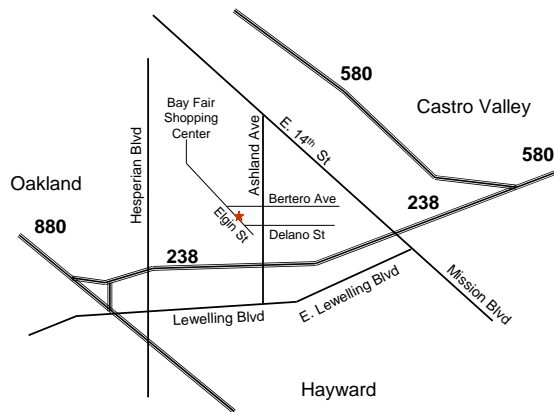 580
Castro Valley
580
Bay Fair
Shopping
Center
Hesperian Blvd
Ashland Ave
E. 14th St
Oakland
880
Bertero Ave
238
Elgin St
Delano St
238
Mission Blvd
Lewelling Blvd
E. Lewelling Blvd
Hayward